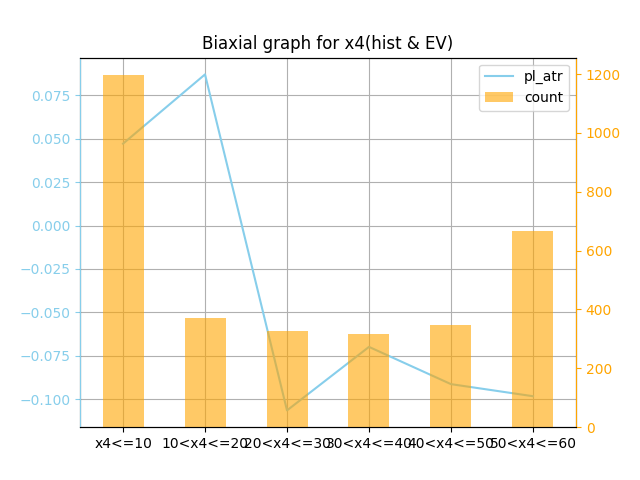 Biaxial graph for x4(hist & EV)
pl_atr
count
0.075
0.050
0.025
0.000
−0.025
−0.050
−0.075
−0.100
1200
1000
800
600
400
200
0
x4<=10
10<x4<=20
20<x4<=30
30<x4<=40
40<x4<=50
50<x4<=60